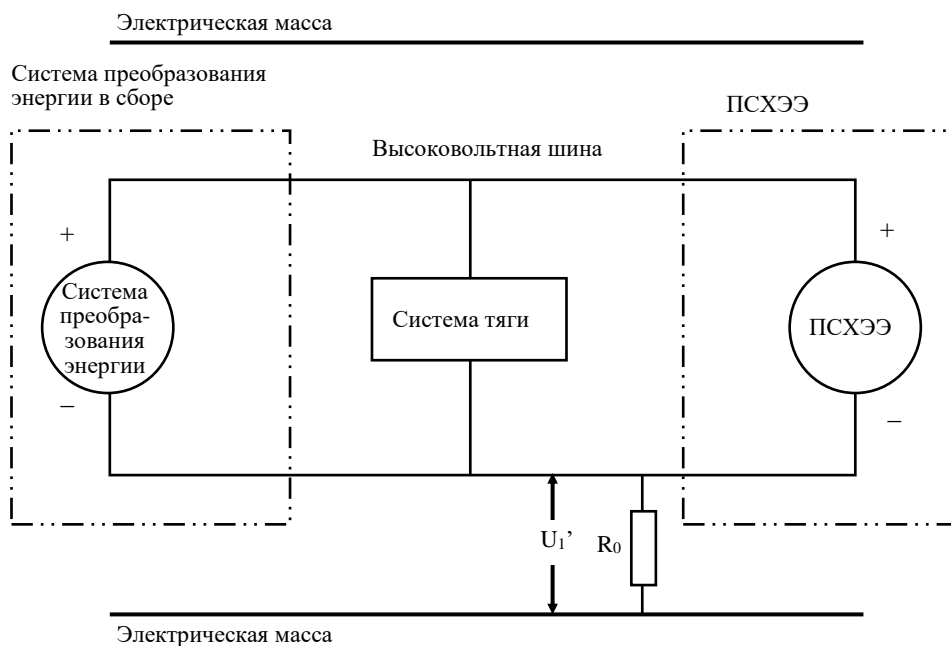 Электрическая масса
Система преобразования
энергии в сборе
ПСХЭЭ
Высоковольтная шина
+
+
Система
преобра-
зования
энергии
Система тяги
ПСХЭЭ
–
–
U₁’
R₀
Электрическая масса